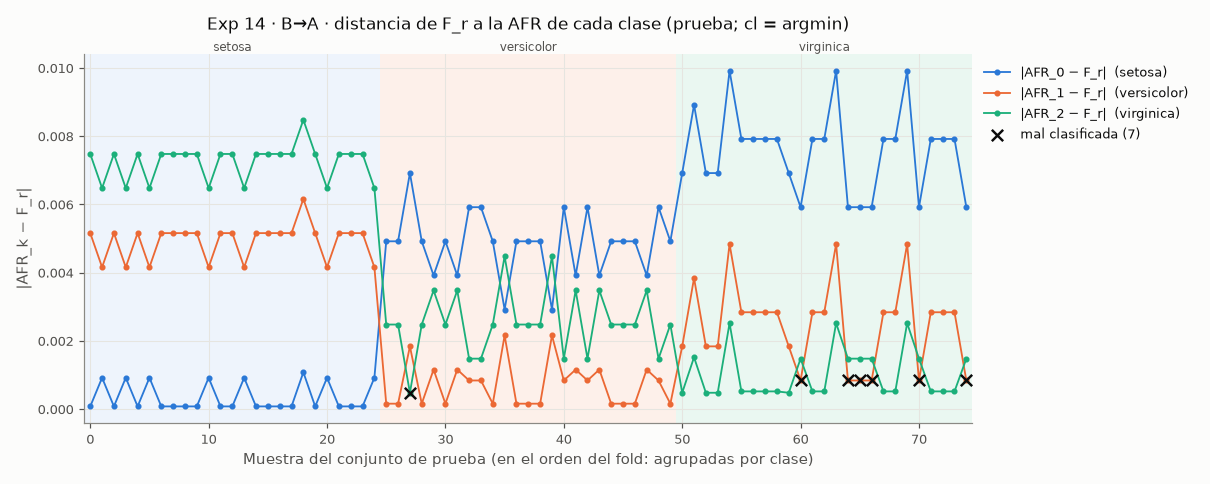 Exp 14 · B→A · distancia de F_r a la AFR de cada clase (prueba; cl = argmin)
setosa
versicolor
virginica
|AFR_0 − F_r| (setosa)
|AFR_1 − F_r| (versicolor)
|AFR_2 − F_r| (virginica)
mal clasificada (7)
|AFR_k − F_r|
0.010
0.008
0.006
0.004
0.002
0.000
0 10 20 30 40 50 60 70
Muestra del conjunto de prueba (en el orden del fold: agrupadas por clase)